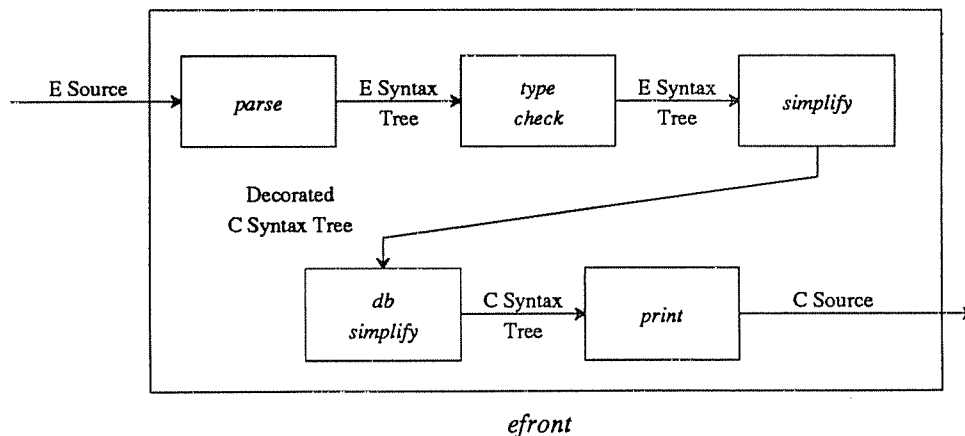 E Source
parse
E Syntax
Tree
type
check
E Syntax
Tree
simplify
Decorated
C Syntax Tree
db
simplify
C Syntax
Tree
print
C Source
efront